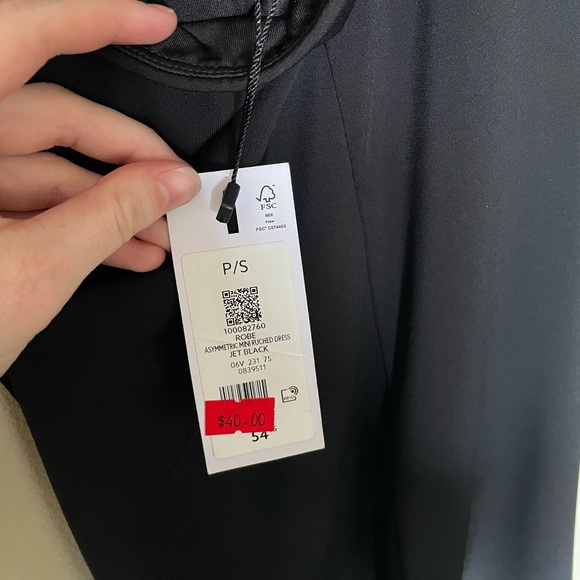 FSC
MIX
Paper
FSC® C074453
P/S
100082760
ROBE
ASYMMETRIC MINI RUCHED DRESS
JET BLACK
06V 231 75
0839511
$40.00
54